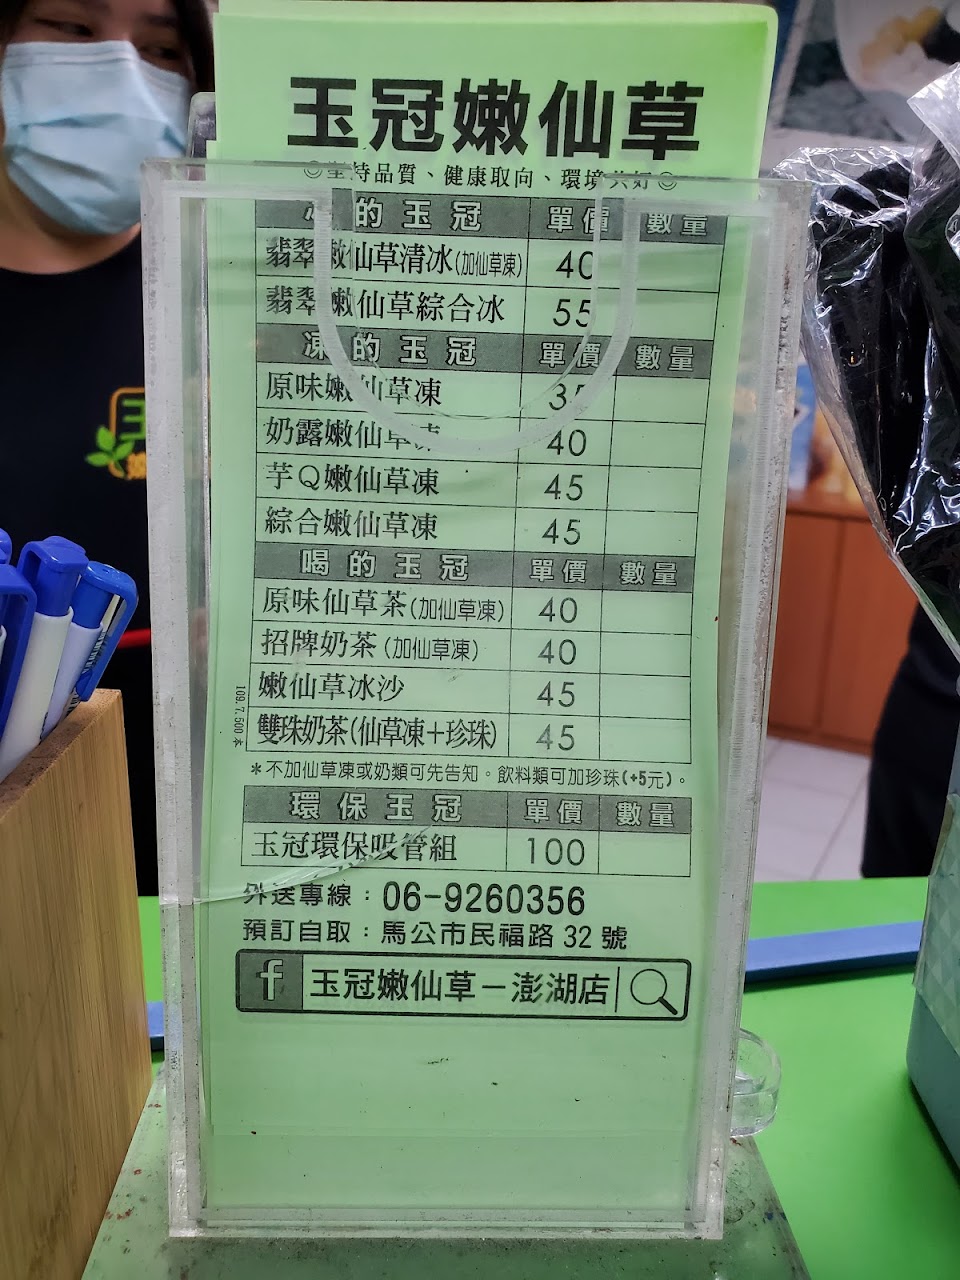 玉冠嫩仙草
◎堅持品質、健康取向、環境共好◎
的玉冠 單價 數量
翡翠嫩仙草清冰(加仙草凍) 40
翡翠嫩仙草綜合冰 55
凍的玉冠 單價 數量
原味嫩仙草凍 35
奶露嫩仙草凍 40
芋Q嫩仙草凍 45
綜合嫩仙草凍 45
喝的玉冠 單價 數量
原味仙草茶(加仙草凍) 40
招牌奶茶(加仙草凍) 40
嫩仙草冰沙 45
雙珠奶茶(仙草凍+珍珠) 45
109.7.500本
*不加仙草凍或奶類可先告知。飲料類可加珍珠(+5元)。
環保玉冠 單價 數量
玉冠環保吸管組 100
外送專線：06-9260356
預訂自取：馬公市民福路32號
f 玉冠嫩仙草－澎湖店